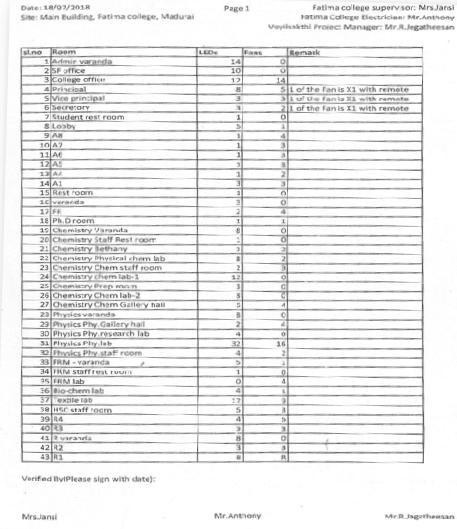 Date: 18/07/2018 Page 1 Fatima college supervisor: Mrs.Jansi
Site: Main Building, Fatima college, Madurai Fatima College Electrician: Mr.Anthony
Project Manager: Mr.R.Jegatheesan
sl.no Room LEDs Fans Remark
1 Admin varanda 14 0
2 SF office 10 0
3 College office 12 14
4 Principal 8 5 1 of the Fan is X1 with remote
5 Vice principal 3 3 1 of the Fan is X1 with remote
6 Secretory 3 2 1 of the Fan is X1 with remote
7 Student rest room 1 0
8 Lobby 5 1
9 A8 1 4
10 A7 1 3
11 A6 1 3
12 A5 3 3
13 A4 1 2
14 A1 3 3
15 Rest room 1 0
16 veranda 3 0
17 2 4
18 Ph.D room 1 1
19 Chemistry Varanda 8 0
20 Chemistry Staff Rest room 1 0
21 Chemistry Bethany 3 2
22 Chemistry Physical chem lab 8 2
23 Chemistry Chem staff room 2 3
24 Chemistry chem lab-1 12 0
25 Chemistry Prep room 3 0
26 Chemistry Chem lab-2 8 0
27 Chemistry Chem Gallery hall 5 4
28 Physics varanda 8 0
29 Physics Phy.Gallery hall 2 4
30 Physics Phy.research lab 4 6
31 Physics Phy.lab 32 16
32 Physics Phy.staff room 4 2
33 FRM - varanda 5 1
34 FRM staff rest room 1 0
35 FRM lab 0 4
36 Bio-chem lab 4 1
37 Textile lab 12 3
38 HSC staff room 5 3
39 R4 4 5
40 R3 3 3
41 R varanda 8 0
42 R2 3 3
43 R1 8 8
Verified By(Please sign with date):
Mrs.Jansi Mr.Anthony Mr.R.Jegatheesan